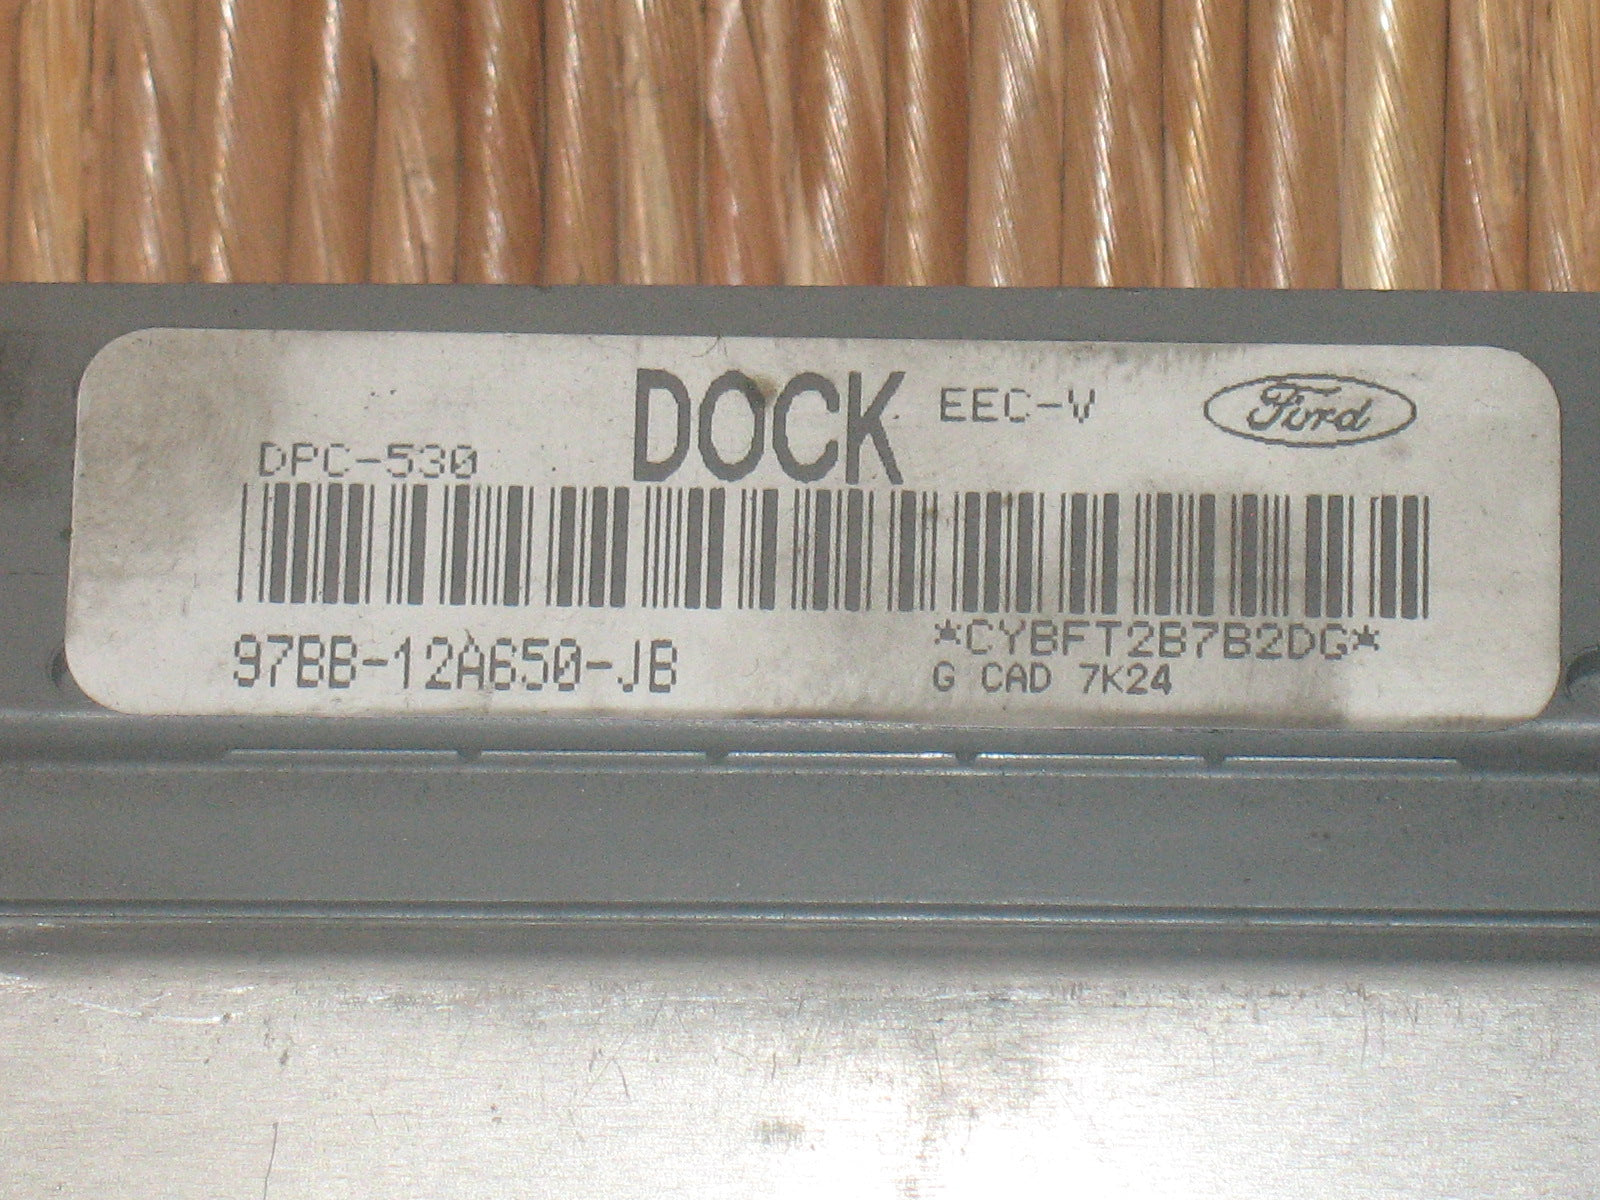 DOCK EEC-V Ford
DPC-530
97BB-12A650-JB
*CYBFT2B7B2DG*
G CAD 7K24